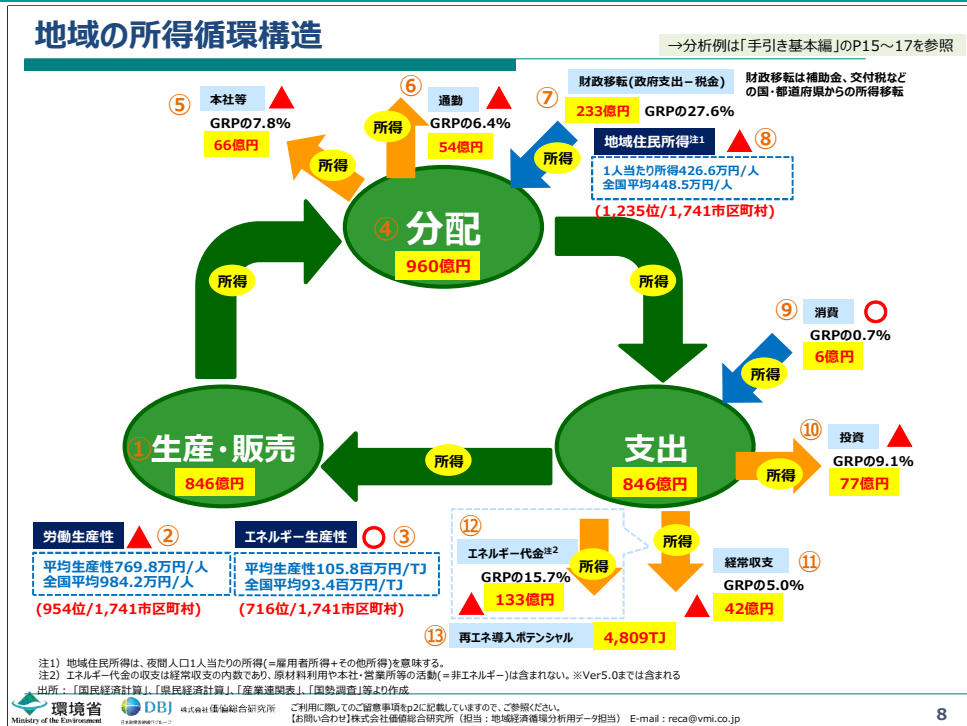 地域の所得循環構造
→分析例は「手引き基本編」のP15～17を参照
⑤
本社等
GRPの7.8%
66億円
⑥
通勤
GRPの6.4%
54億円
⑦
財政移転(政府支出－税金)
233億円 GRPの27.6%
財政移転は補助金、交付税など
の国・都道府県からの所得移転
地域住民所得注1
⑧
1人当たり所得426.6万円/人
全国平均448.5万円/人
(1,235位/1,741市区町村)
所得
所得
所得
④ 分配
960億円
所得
所得
⑨
消費
GRPの0.7%
6億円
所得
① 生産・販売
846億円
所得
支出
846億円
⑩
投資
GRPの9.1%
77億円
所得
労働生産性
②
平均生産性769.8万円/人
全国平均984.2万円/人
(954位/1,741市区町村)
エネルギー生産性
③
平均生産性105.8百万円/TJ
全国平均93.4百万円/TJ
(716位/1,741市区町村)
⑫
エネルギー代金注2
GRPの15.7%
133億円
所得
所得
経常収支
⑪
GRPの5.0%
42億円
⑬
再エネ導入ポテンシャル
4,809TJ
注1）地域住民所得は、夜間人口1人当たりの所得(=雇用者所得+その他所得)を意味する。
注2）エネルギー代金の収支は経常収支の内数であり、原材料利用や本社・営業所等の活動(=非エネルギー)は含まれない。※Ver5.0までは含まれる
出所：「国民経済計算」、「県民経済計算」、「産業連関表」、「国勢調査」等より作成
環境省
Ministry of the Environment
DBJ
日本政策投資銀行グループ
株式会社価値総合研究所
ご利用に際してのご留意事項をp2に記載していますので、ご参照ください。
【お問い合わせ】株式会社価値総合研究所（担当：地域経済循環分析用データ担当） E-mail：reca@vmi.co.jp
8